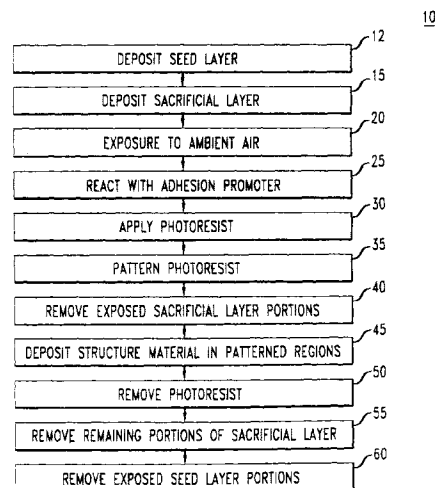 10
12
DEPOSIT SEED LAYER
15
DEPOSIT SACRIFICIAL LAYER
20
EXPOSURE TO AMBIENT AIR
25
REACT WITH ADHESION PROMOTER
30
APPLY PHOTORESIST
35
PATTERN PHOTORESIST
40
REMOVE EXPOSED SACRIFICIAL LAYER PORTIONS
45
DEPOSIT STRUCTURE MATERIAL IN PATTERNED REGIONS
50
REMOVE PHOTORESIST
55
REMOVE REMAINING PORTIONS OF SACRIFICIAL LAYER
60
REMOVE EXPOSED SEED LAYER PORTIONS